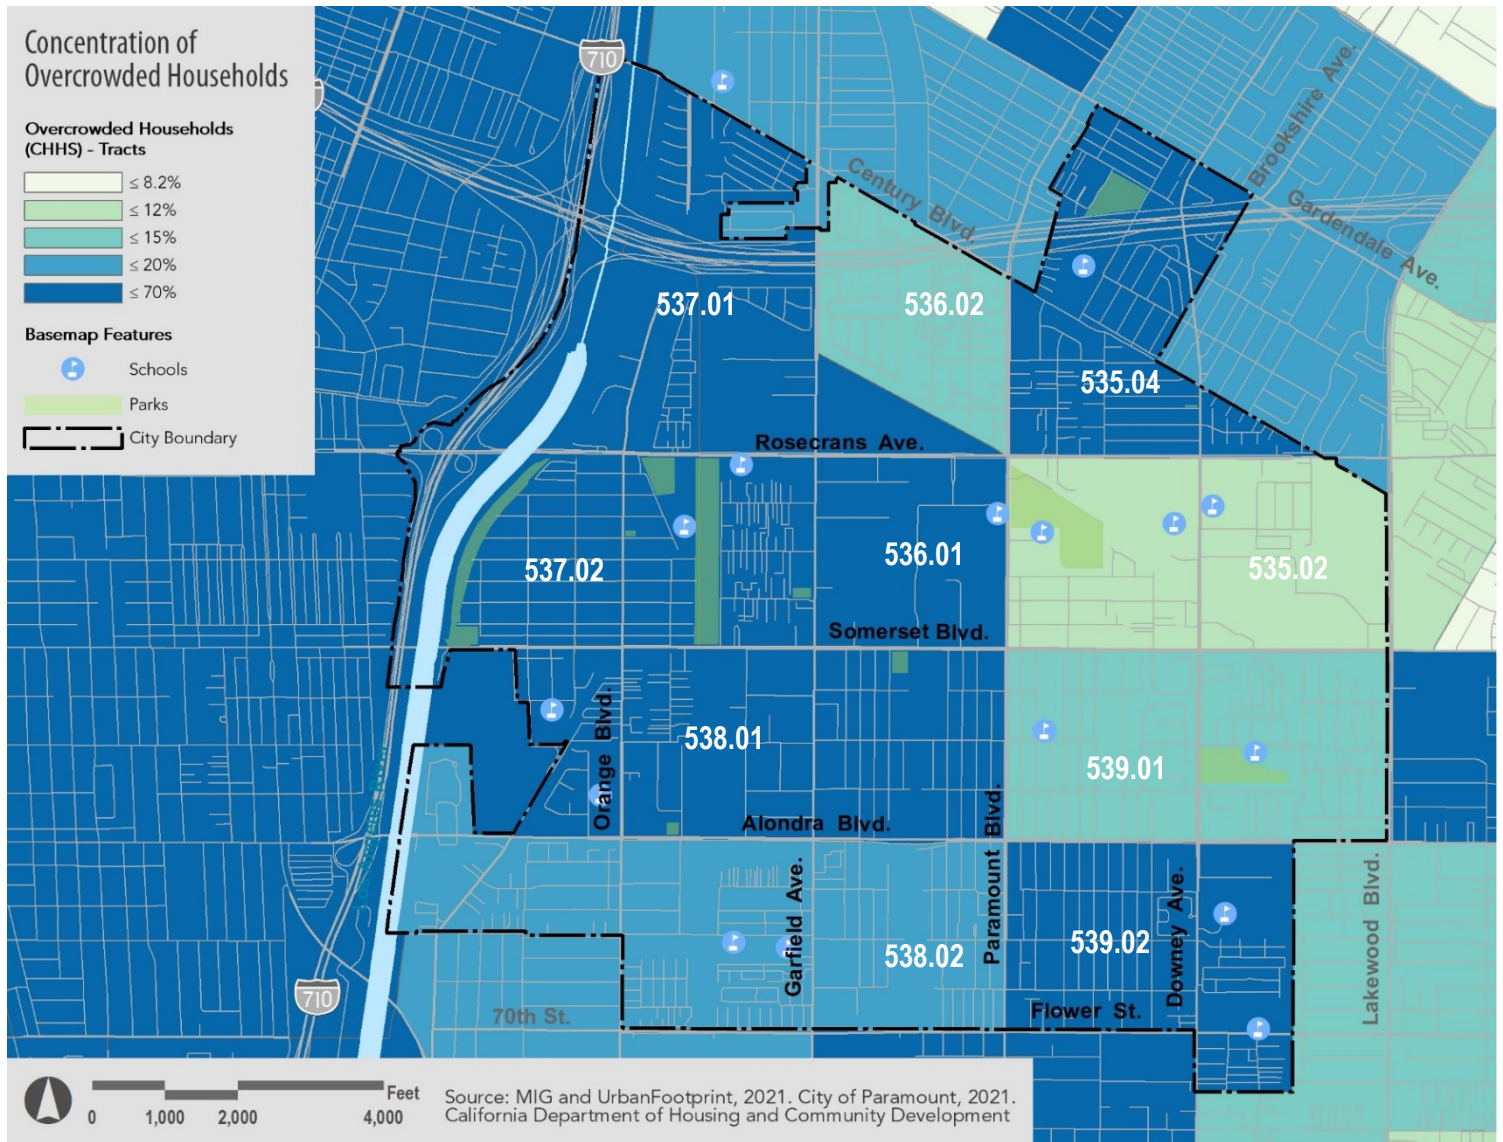 Concentration of
Overcrowded Households
Overcrowded Households
(CHHS) - Tracts
≤ 8.2%
≤ 12%
≤ 15%
≤ 20%
≤ 70%
Basemap Features
Schools
Parks
City Boundary
710
Century Blvd.
Brookshire Ave.
Gardendale Ave.
537.01
536.02
535.04
Rosecrans Ave.
537.02
536.01
535.02
Somerset Blvd.
Orange Blvd.
538.01
539.01
Alondra Blvd.
Paramount Blvd.
Garfield Ave.
538.02
539.02
Downey Ave.
Lakewood Blvd.
710
70th St.
Flower St.
Feet
0 1,000 2,000 4,000
Source: MIG and UrbanFootprint, 2021. City of Paramount, 2021.
California Department of Housing and Community Development